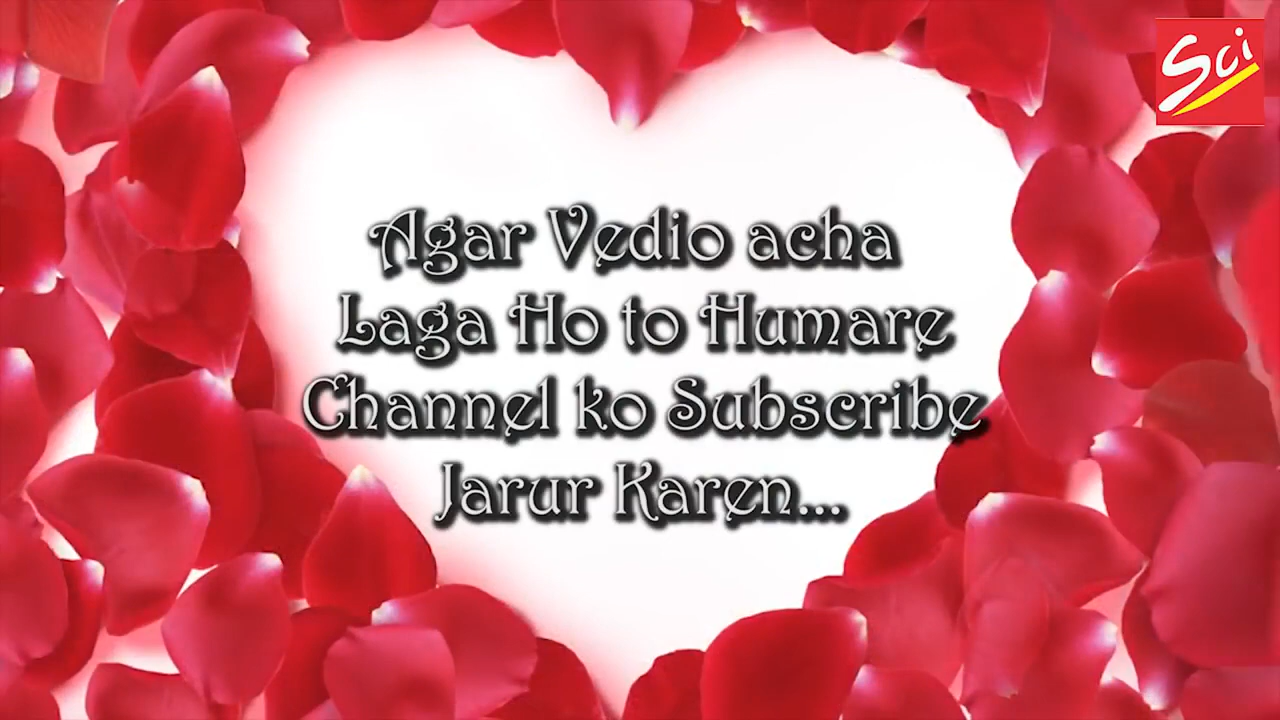 Sci
Agar Vedio acha
Laga Ho to Humare
Channel ko Subscribe
Jarur Karen...